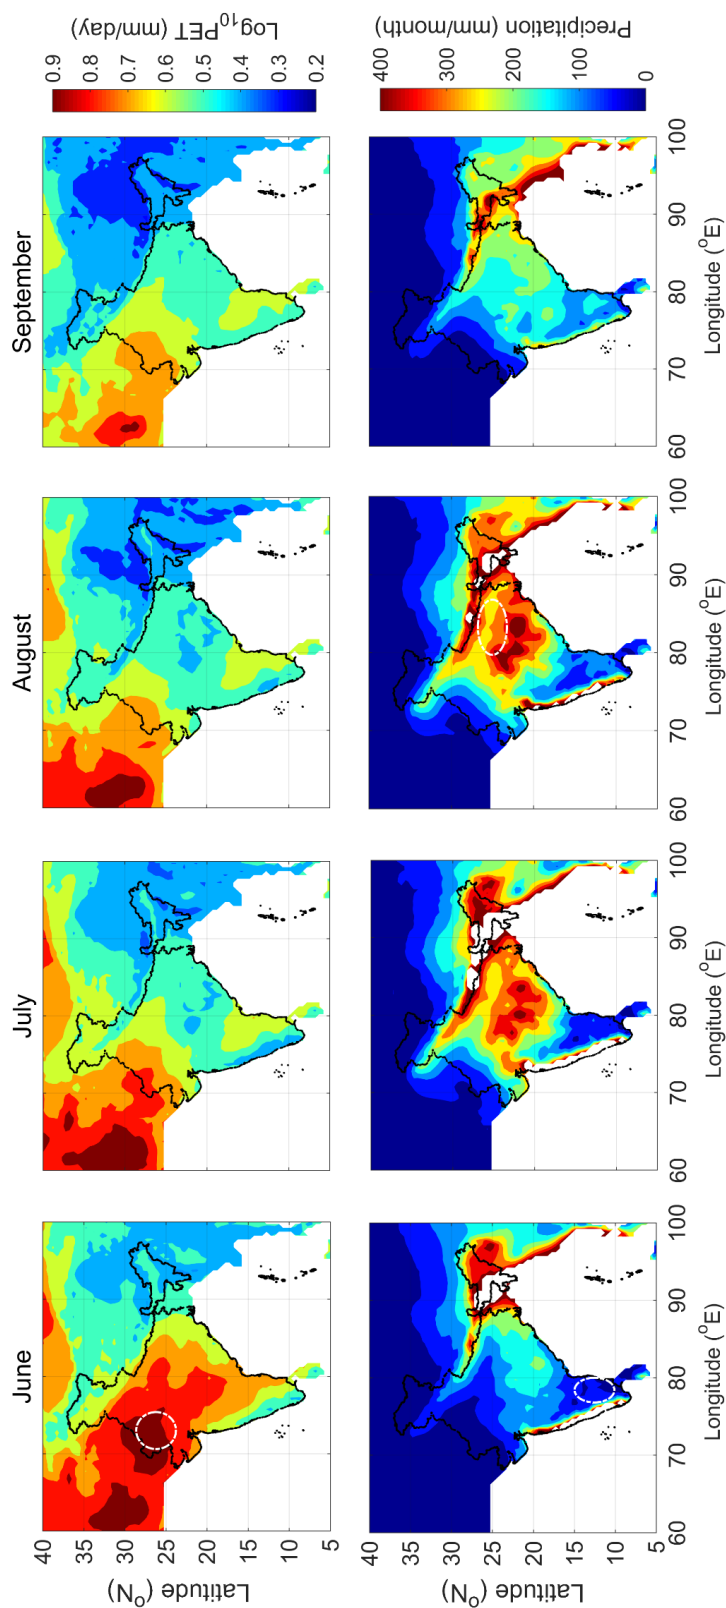 June
July
August
September
Latitude (°N)
40
35
30
25
20
15
10
5
Log₁₀PET (mm/day)
0.9
0.8
0.7
0.6
0.5
0.4
0.3
0.2
Latitude (°N)
40
35
30
25
20
15
10
5
60 70 80 90 100
60 70 80 90 100
60 70 80 90 100
60 70 80 90 100
Longitude (°E)
Longitude (°E)
Longitude (°E)
Longitude (°E)
Precipitation (mm/month)
400
300
200
100
0